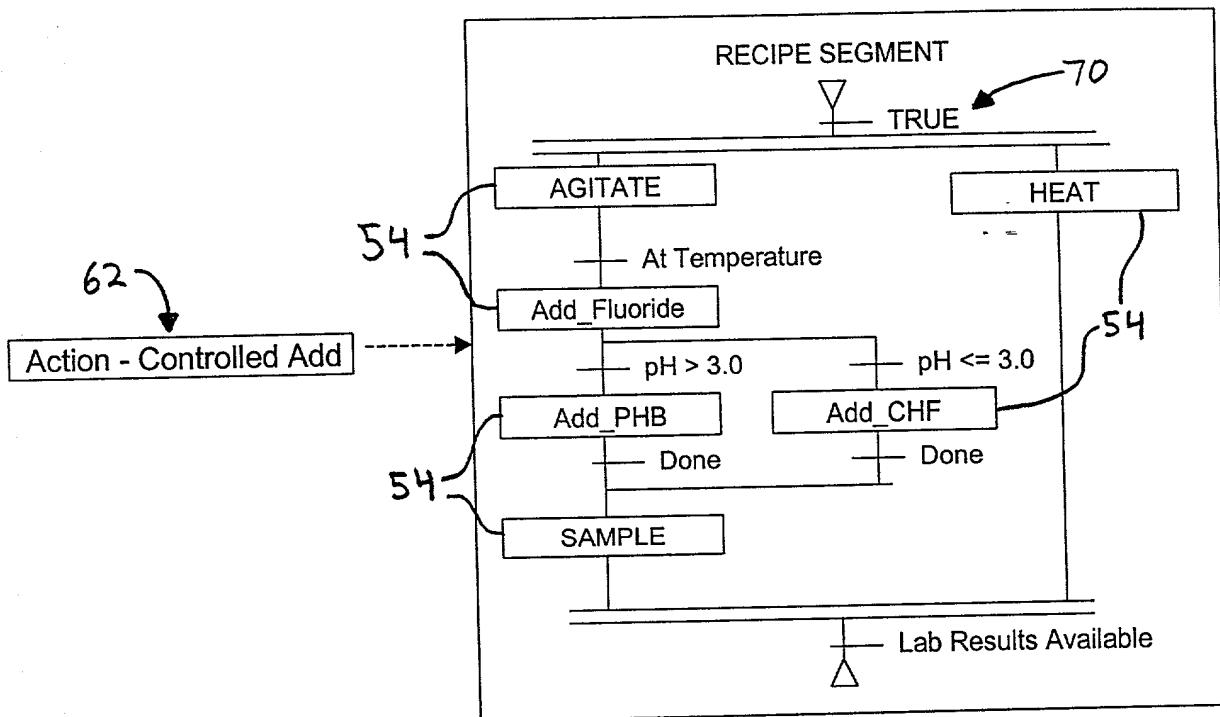 RECIPE SEGMENT
70
TRUE
AGITATE
HEAT
54
At Temperature
62
Add_Fluoride
54
Action - Controlled Add
pH > 3.0
pH <= 3.0
Add_PHB
Add_CHF
Done
Done
54
SAMPLE
Lab Results Available